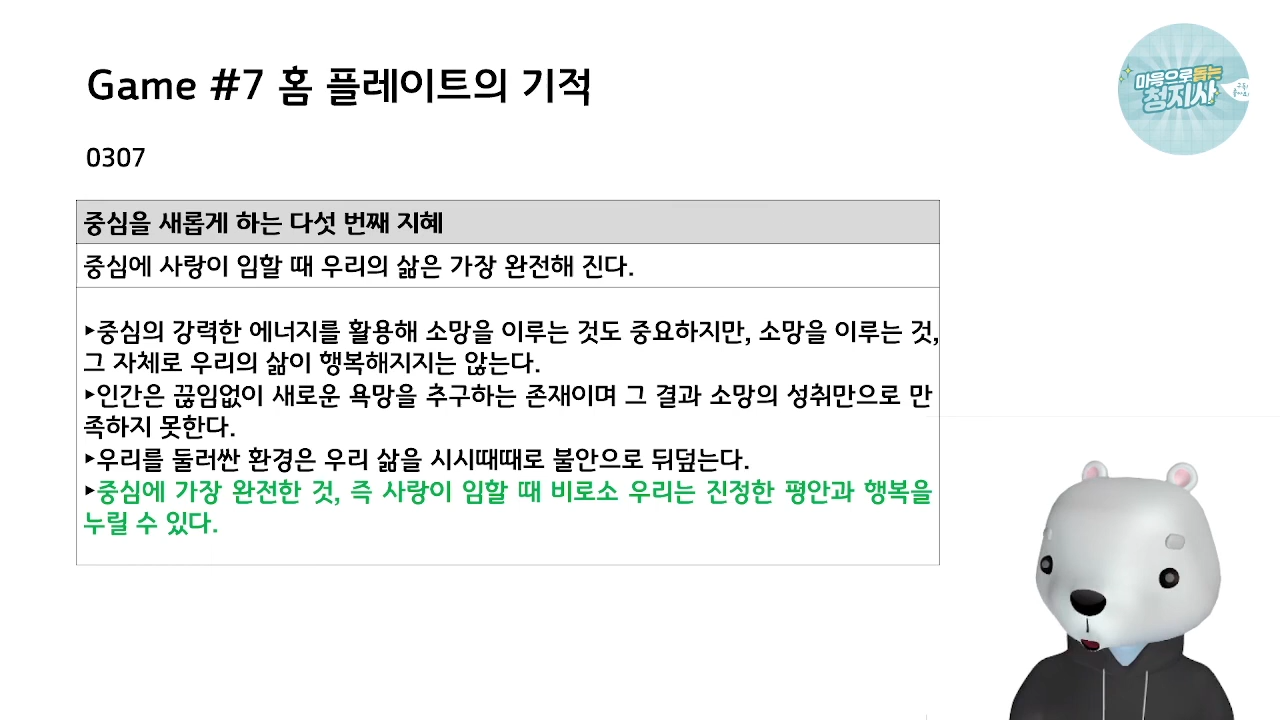 Game #7 홈 플레이트의 기적
마음으로 돕는
청지사
0307
중심을 새롭게 하는 다섯 번째 지혜
중심에 사랑이 임할 때 우리의 삶은 가장 완전해 진다.
▸중심의 강력한 에너지를 활용해 소망을 이루는 것도 중요하지만, 소망을 이루는 것,
그 자체로 우리의 삶이 행복해지지는 않는다.
▸인간은 끊임없이 새로운 욕망을 추구하는 존재이며 그 결과 소망의 성취만으로 만
족하지 못한다.
▸우리를 둘러싼 환경은 우리 삶을 시시때때로 불안으로 뒤덮는다.
▸중심에 가장 완전한 것, 즉 사랑이 임할 때 비로소 우리는 진정한 평안과 행복을
누릴 수 있다.